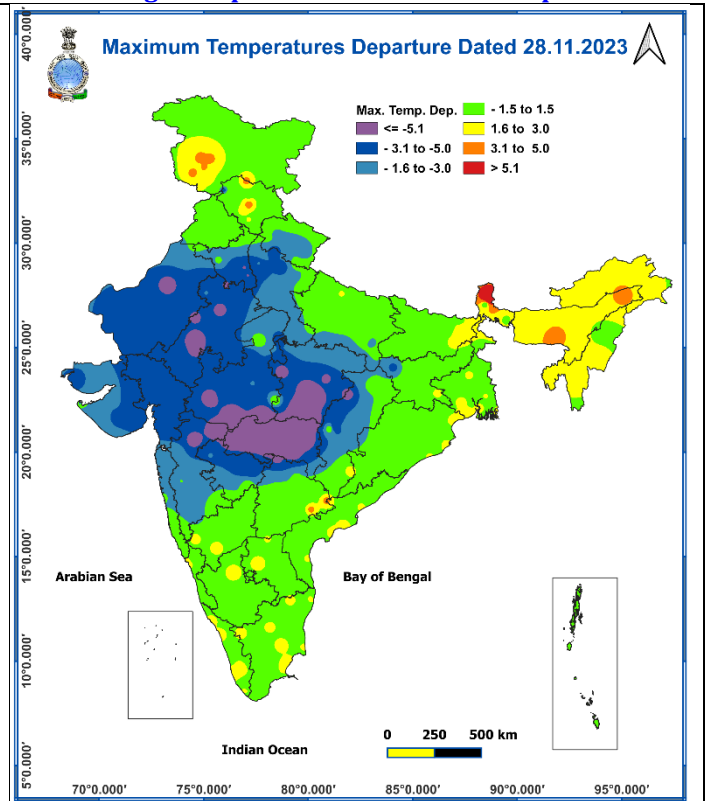 Maximum Temperatures Departure Dated 28.11.2023
Max. Temp. Dep.
<= -5.1
- 3.1 to -5.0
- 1.6 to -3.0
- 1.5 to 1.5
1.6 to 3.0
3.1 to 5.0
> 5.1
40°0.000'
35°0.000'
30°0.000'
25°0.000'
20°0.000'
15°0.000'
10°0.000'
5°0.000'
Arabian Sea
Bay of Bengal
Indian Ocean
0 250 500 km
70°0.000' 75°0.000' 80°0.000' 85°0.000' 90°0.000' 95°0.000'